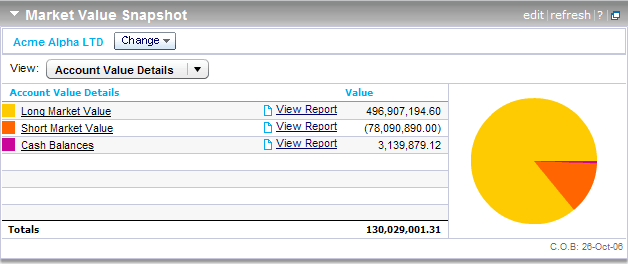 Market Value Snapshot edit | refresh | ?
Acme Alpha LTD Change
View: Account Value Details
Account Value Details Value
Long Market Value View Report 496,907,194.60
Short Market Value View Report (78,090,890.00)
Cash Balances View Report 3,139,879.12
Totals 130,029,001.31
C.O.B: 26-Oct-06